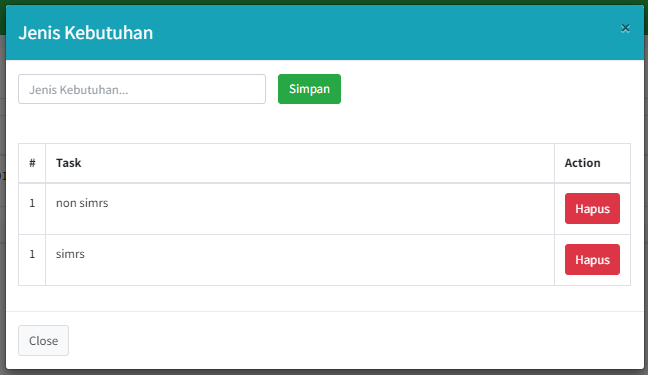 Jenis Kebutuhan
×
Jenis Kebutuhan...
Simpan
# Task Action
1 non simrs Hapus
1 simrs Hapus
Close